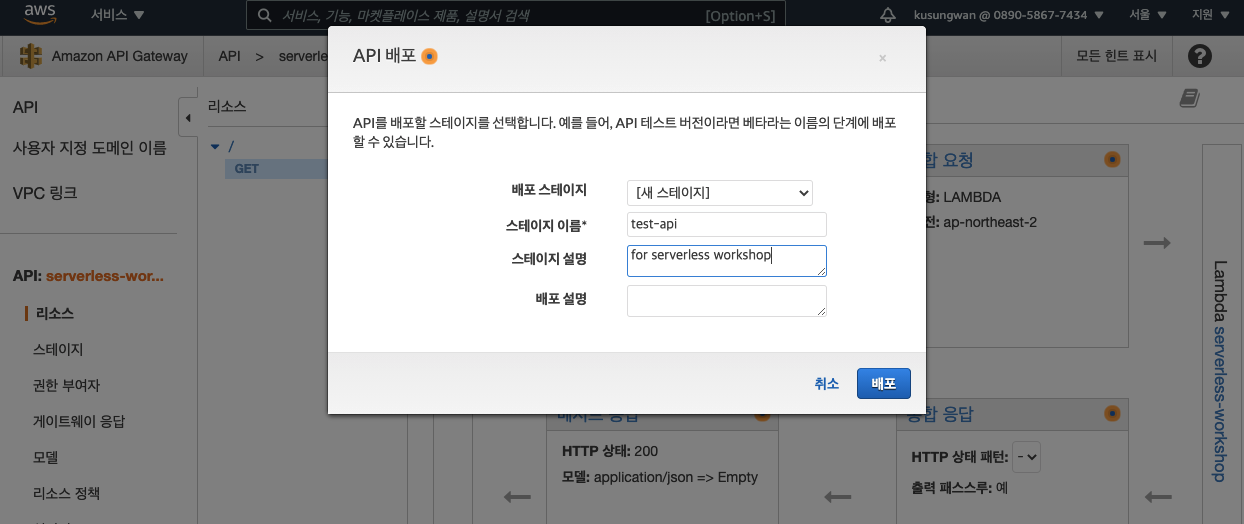 aws
서비스 ▼
서비스, 기능, 마켓플레이스 제품, 설명서 검색
[Option+S]
kusungwan @ 0890-5867-7434 ▼
서울 ▼
지원 ▼
Amazon API Gateway
API > serverle
모든 힌트 표시
?
API 배포
×
API를 배포할 스테이지를 선택합니다. 예를 들어, API 테스트 버전이라면 베타라는 이름의 단계에 배포
할 수 있습니다.
배포 스테이지
[새 스테이지]
스테이지 이름*
test-api
스테이지 설명
for serverless workshop
배포 설명
취소
배포
API
사용자 지정 도메인 이름
VPC 링크
API: serverless-wor...
리소스
스테이지
권한 부여자
게이트웨이 응답
모델
리소스 정책
리소스
/
GET
합 요청
형: LAMBDA
전: ap-northeast-2
Lambda serverless-workshop
메서드 응답
HTTP 상태: 200
모델: application/json => Empty
통합 응답
HTTP 상태 패턴: -
출력 패스스루: 예